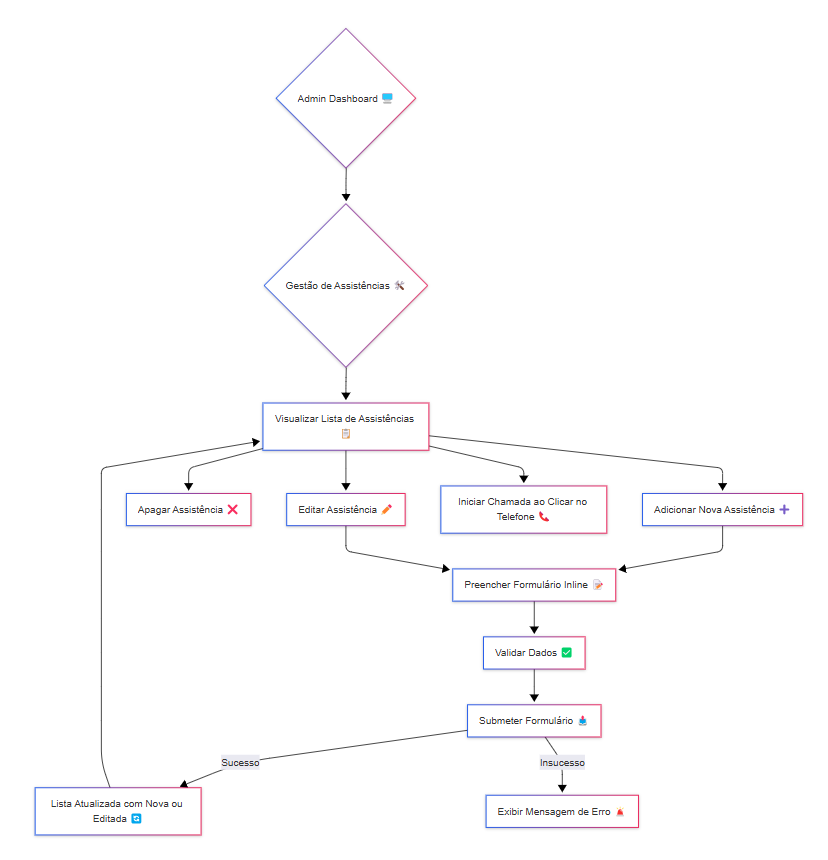 Admin Dashboard 🖥️
Gestão de Assistências 🛠️
Visualizar Lista de Assistências
📋
Apagar Assistência ❌
Editar Assistência ✏️
Iniciar Chamada ao Clicar no
Telefone 📞
Adicionar Nova Assistência ➕
Preencher Formulário Inline 📝
Validar Dados ✅
Submeter Formulário 📤
Sucesso
Insucesso
Lista Atualizada com Nova ou
Editada 🔄
Exibir Mensagem de Erro 🚨